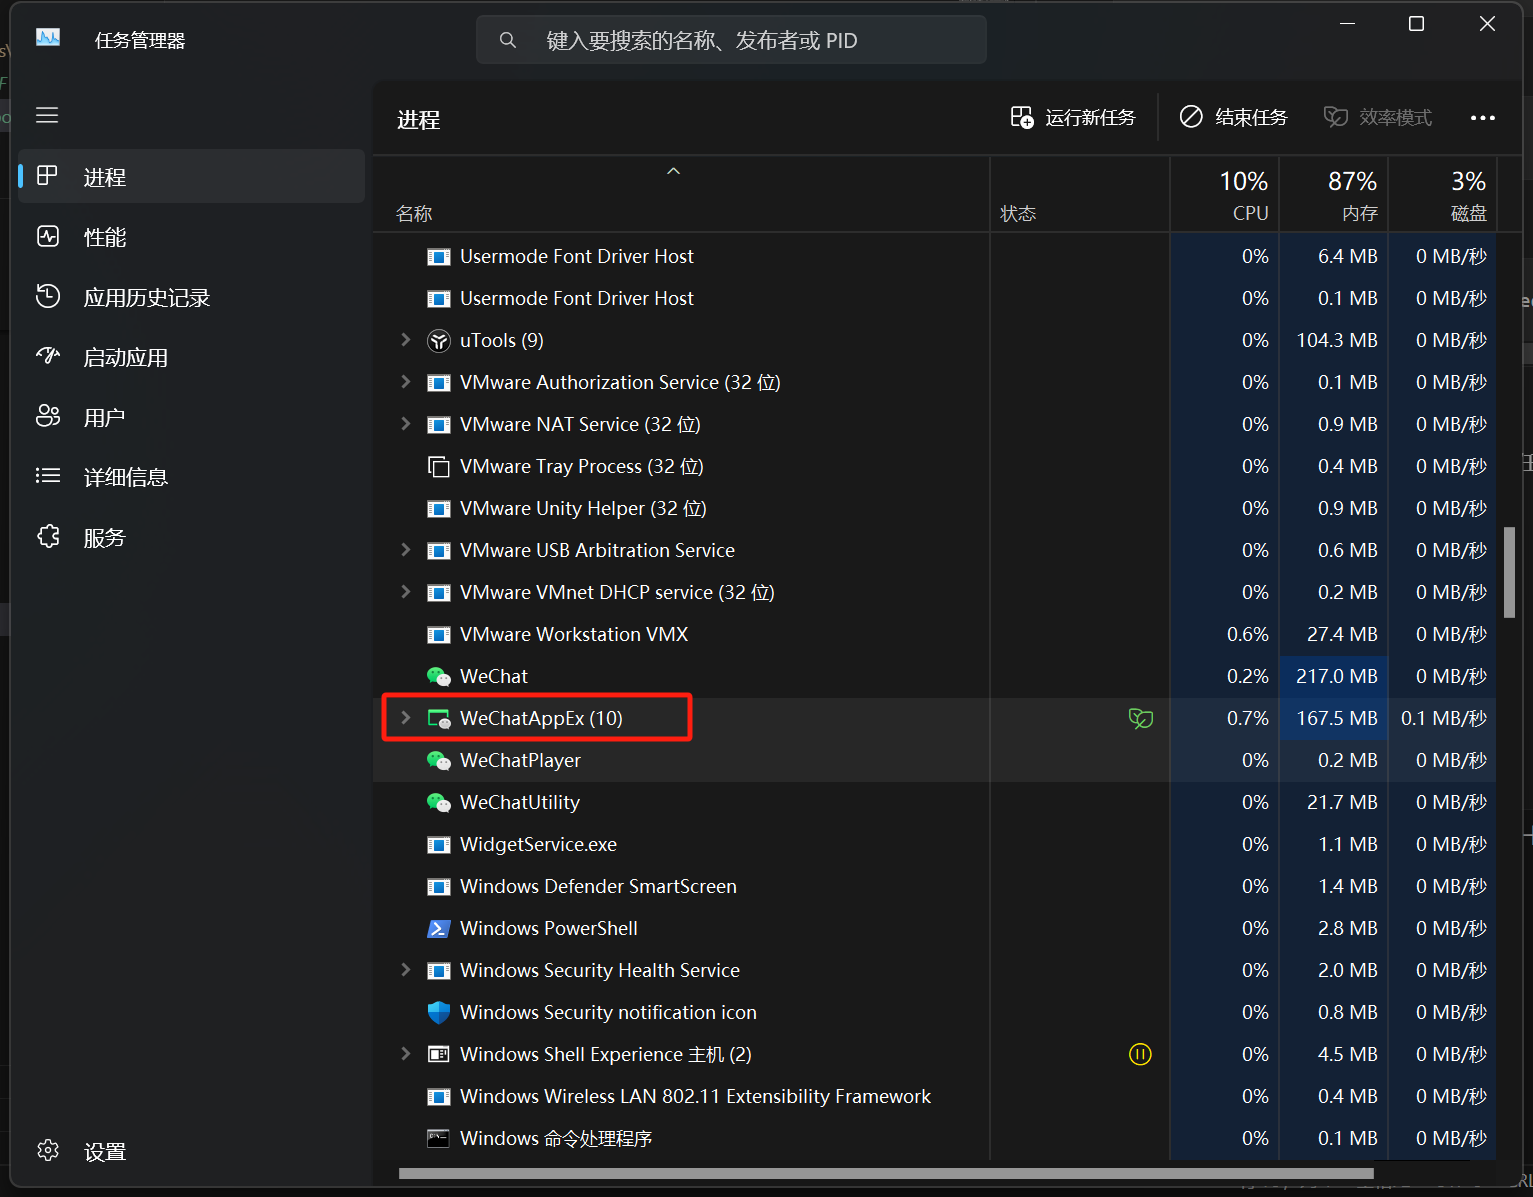 任务管理器
键入要搜索的名称、发布者或 PID
进程
运行新任务
结束任务
效率模式
进程
性能
应用历史记录
启动应用
用户
详细信息
服务
设置
10% 87% 3%
名称 状态 CPU 内存 磁盘
Usermode Font Driver Host 0% 6.4 MB 0 MB/秒
Usermode Font Driver Host 0% 0.1 MB 0 MB/秒
uTools (9) 0% 104.3 MB 0 MB/秒
VMware Authorization Service (32 位) 0% 0.1 MB 0 MB/秒
VMware NAT Service (32 位) 0% 0.9 MB 0 MB/秒
VMware Tray Process (32 位) 0% 0.4 MB 0 MB/秒
VMware Unity Helper (32 位) 0% 0.9 MB 0 MB/秒
VMware USB Arbitration Service 0% 0.6 MB 0 MB/秒
VMware VMnet DHCP service (32 位) 0% 0.2 MB 0 MB/秒
VMware Workstation VMX 0.6% 27.4 MB 0 MB/秒
WeChat 0.2% 217.0 MB 0 MB/秒
WeChatAppEx (10) 0.7% 167.5 MB 0.1 MB/秒
WeChatPlayer 0% 0.2 MB 0 MB/秒
WeChatUtility 0% 21.7 MB 0 MB/秒
WidgetService.exe 0% 1.1 MB 0 MB/秒
Windows Defender SmartScreen 0% 1.4 MB 0 MB/秒
Windows PowerShell 0% 2.8 MB 0 MB/秒
Windows Security Health Service 0% 2.0 MB 0 MB/秒
Windows Security notification icon 0% 0.8 MB 0 MB/秒
Windows Shell Experience 主机 (2) 0% 4.5 MB 0 MB/秒
Windows Wireless LAN 802.11 Extensibility Framework 0% 0.4 MB 0 MB/秒
Windows 命令处理程序 0% 0.1 MB 0 MB/秒